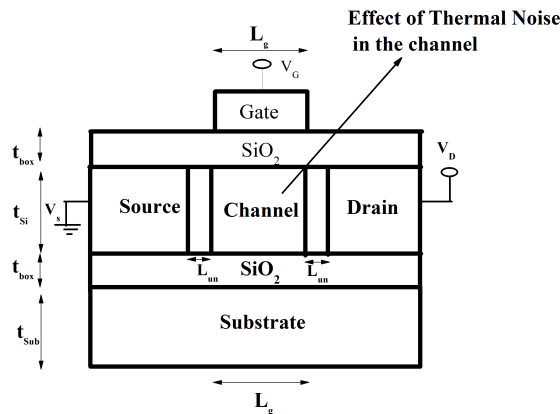 Effect of Thermal Noise
in the channel
L_g
V_G
Gate
t_box
SiO_2
V_D
t_Si
V_s
Source
Channel
Drain
t_box
L_un
L_un
SiO_2
t_Sub
Substrate
L_g